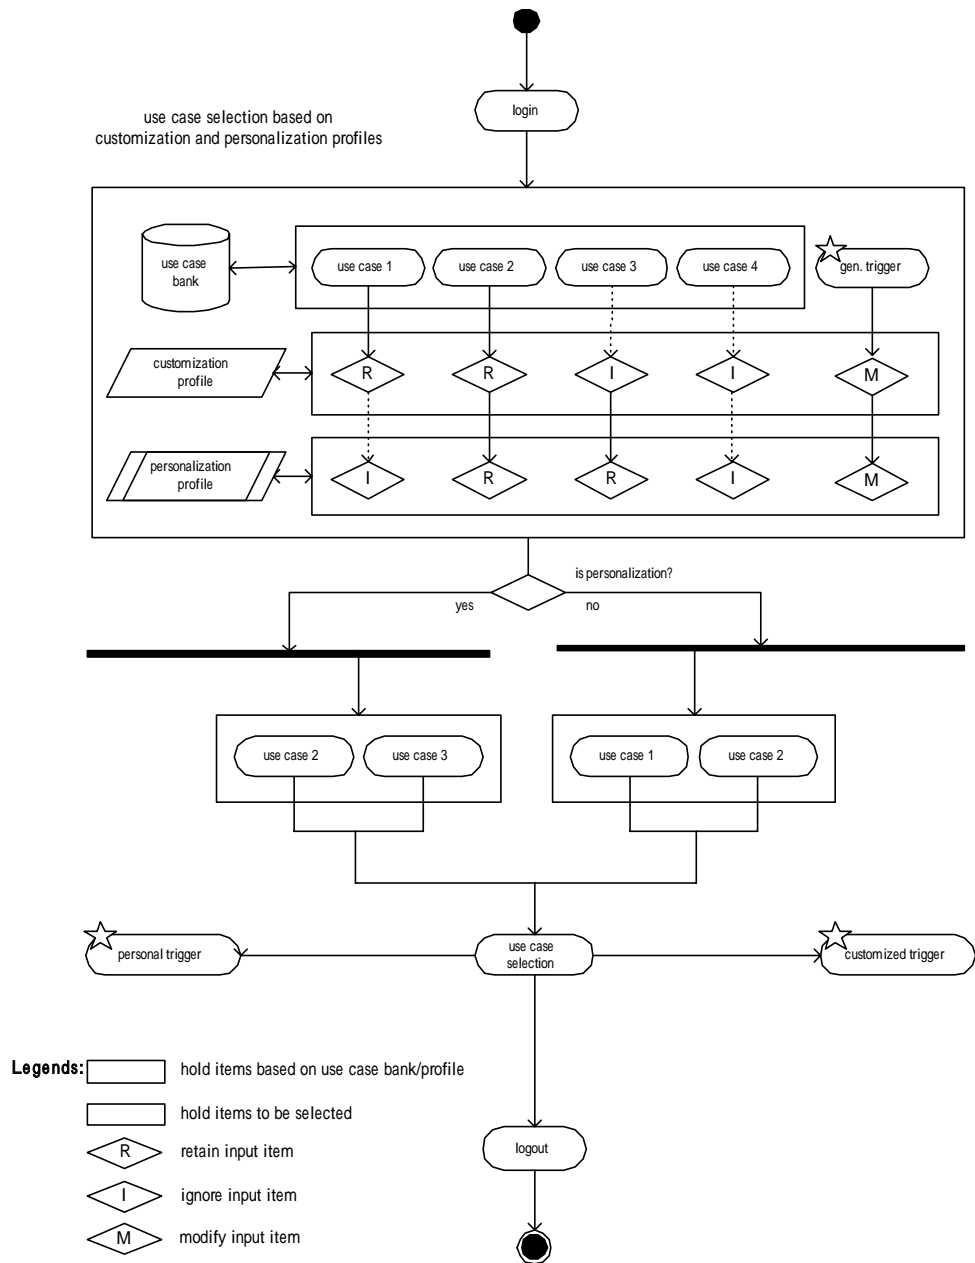 login
use case selection based on
customization and personalization profiles
use case
bank
use case 1
use case 2
use case 3
use case 4
gen. trigger
customization
profile
R
R
I
I
M
personalization
profile
I
R
R
I
M
is personalization?
yes
no
use case 2
use case 3
use case 1
use case 2
personal trigger
use case
selection
customized trigger
Legends:
hold items based on use case bank/profile
hold items to be selected
R
retain input item
I
ignore input item
M
modify input item
logout